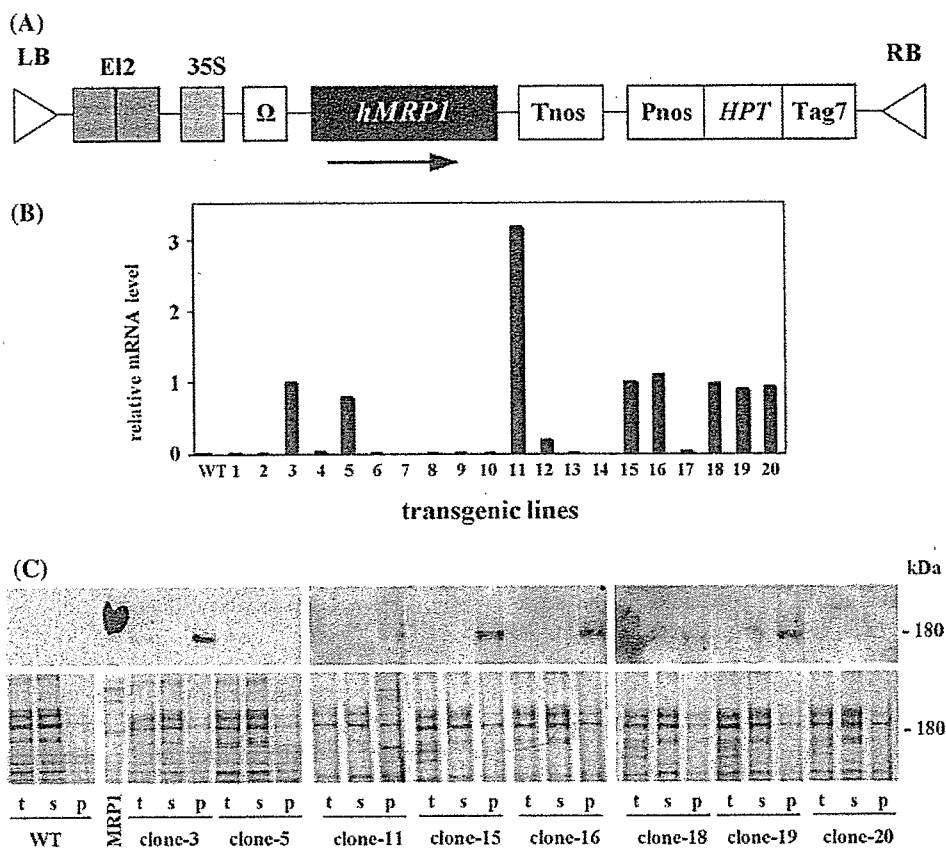 (A)
LB El2 35S RB
Ω hMRP1 Tnos Pnos HPT Tag7
(B)
relative mRNA level
3
2
1
0
WT 1 2 3 4 5 6 7 8 9 10 11 12 13 14 15 16 17 18 19 20
transgenic lines
(C)
kDa
- 180
- 180
t s p MRP1 t s p t s p t s p t s p t s p t s p t s p t s p
WT clone-3 clone-5 clone-11 clone-15 clone-16 clone-18 clone-19 clone-20